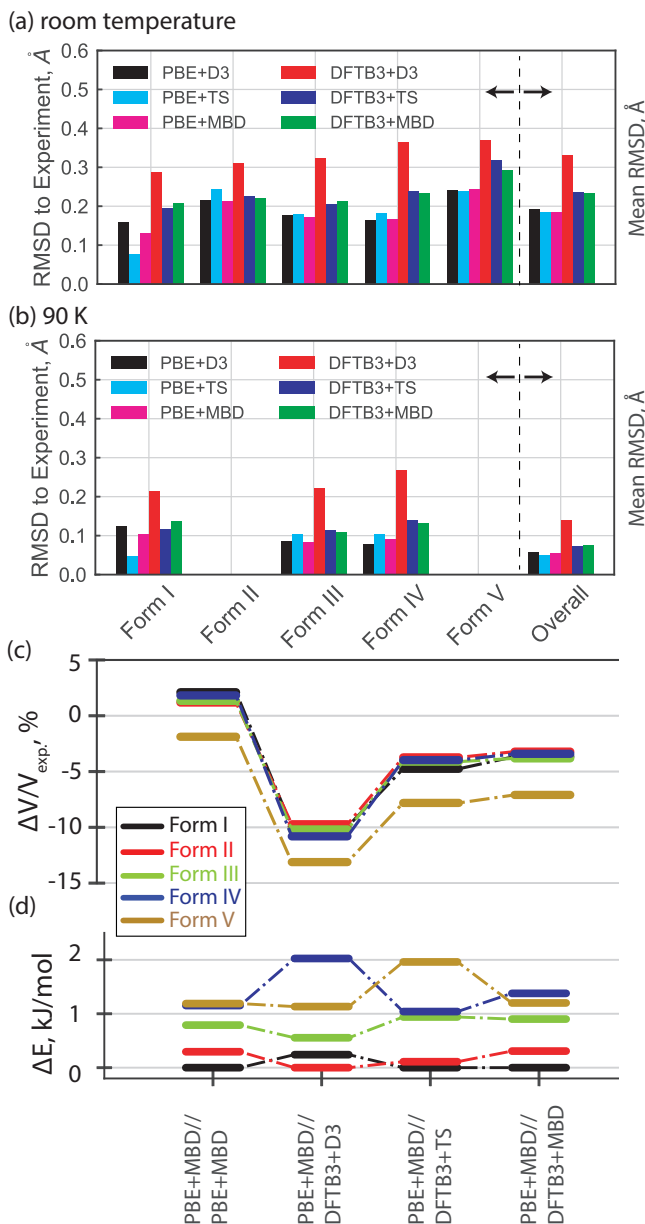 (a) room temperature
RMSD to Experiment, Å
0.6
0.5
0.4
0.3
0.2
0.1
0.0
PBE+D3
PBE+TS
PBE+MBD
DFTB3+D3
DFTB3+TS
DFTB3+MBD
Mean RMSD, Å
(b) 90 K
RMSD to Experiment, Å
0.6
0.5
0.4
0.3
0.2
0.1
0.0
PBE+D3
PBE+TS
PBE+MBD
DFTB3+D3
DFTB3+TS
DFTB3+MBD
Mean RMSD, Å
Form I
Form II
Form III
Form IV
Form V
Overall
(c)
ΔV/Vexp, %
5
0
-5
-10
-15
Form I
Form II
Form III
Form IV
Form V
(d)
ΔE, kJ/mol
2
1
0
PBE+MBD//
PBE+MBD
PBE+MBD//
DFTB3+D3
PBE+MBD//
DFTB3+TS
PBE+MBD//
DFTB3+MBD